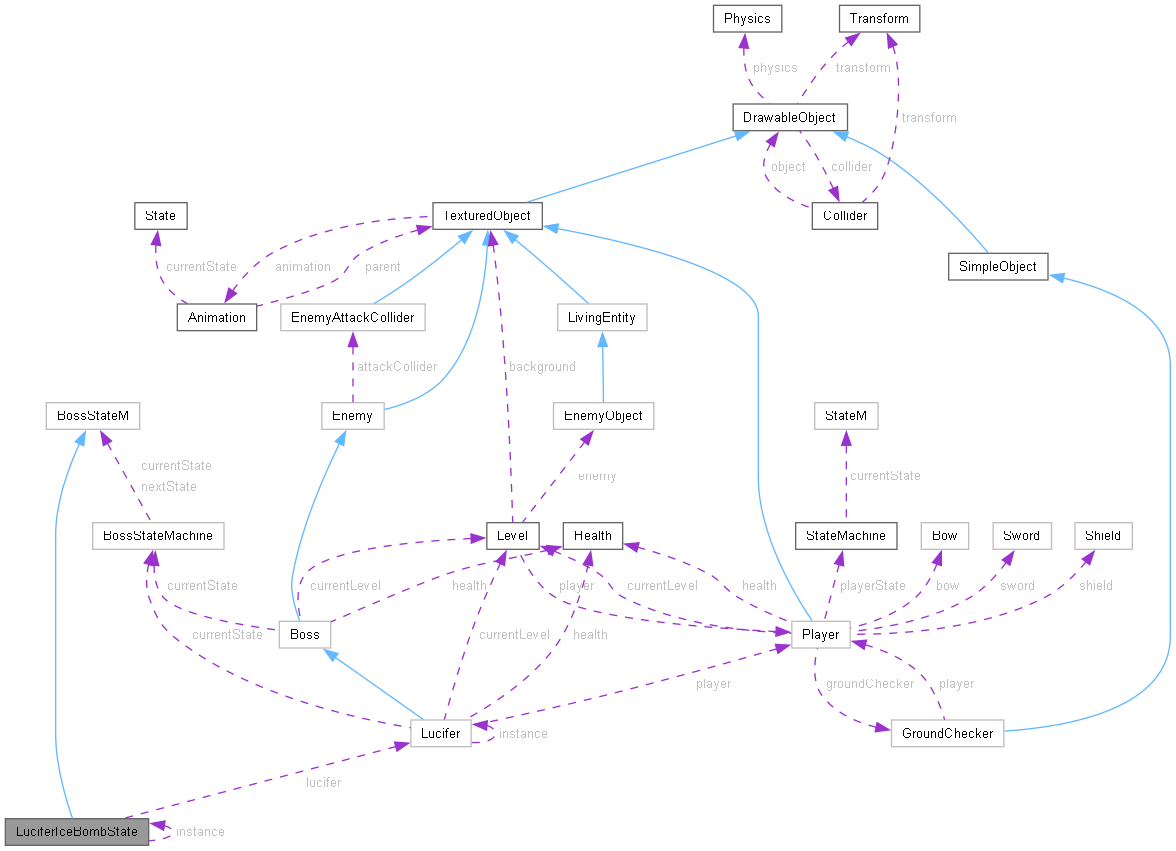 Physics
Transform
physics
transform
DrawableObject
transform
object
collider
State
TexturedObject
Collider
currentState
animation
parent
SimpleObject
Animation
EnemyAttackCollider
LivingEntity
attackCollider
background
BossStateM
Enemy
EnemyObject
StateM
currentState
nextState
enemy
currentState
BossStateMachine
Level
Health
StateMachine
Bow
Sword
Shield
currentState
currentLevel
health
player
currentLevel
health
playerState
bow
sword
shield
Boss
currentState
currentLevel
health
Player
player
groundChecker
player
Lucifer
instance
GroundChecker
lucifer
LuciferIceBombState
instance